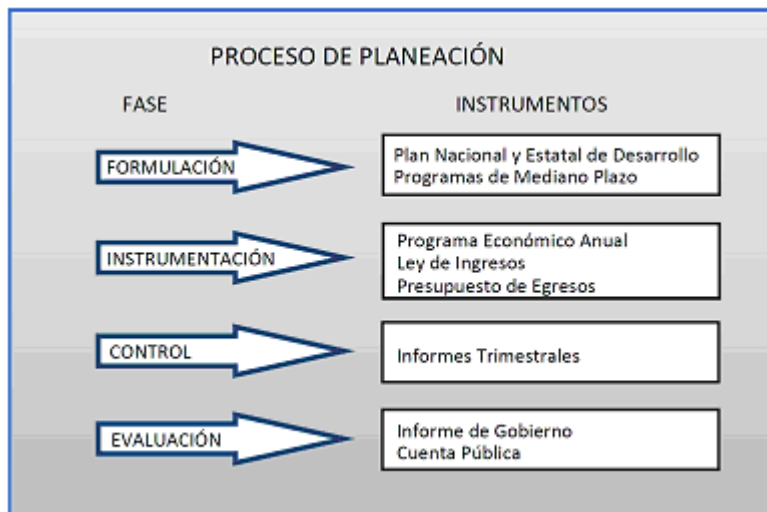 PROCESO DE PLANEACIÓN
FASE
INSTRUMENTOS
FORMULACIÓN
Plan Nacional y Estatal de Desarrollo
Programas de Mediano Plazo
INSTRUMENTACIÓN
Programa Económico Anual
Ley de Ingresos
Presupuesto de Egresos
CONTROL
Informes Trimestrales
EVALUACIÓN
Informe de Gobierno
Cuenta Pública